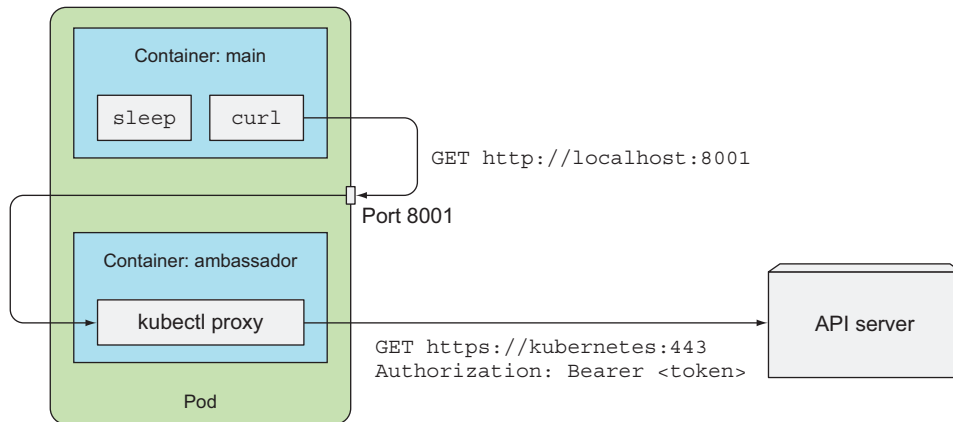 Container: main
sleep
curl
GET http://localhost:8001
Port 8001
Container: ambassador
kubectl proxy
API server
GET https://kubernetes:443
Authorization: Bearer <token>
Pod